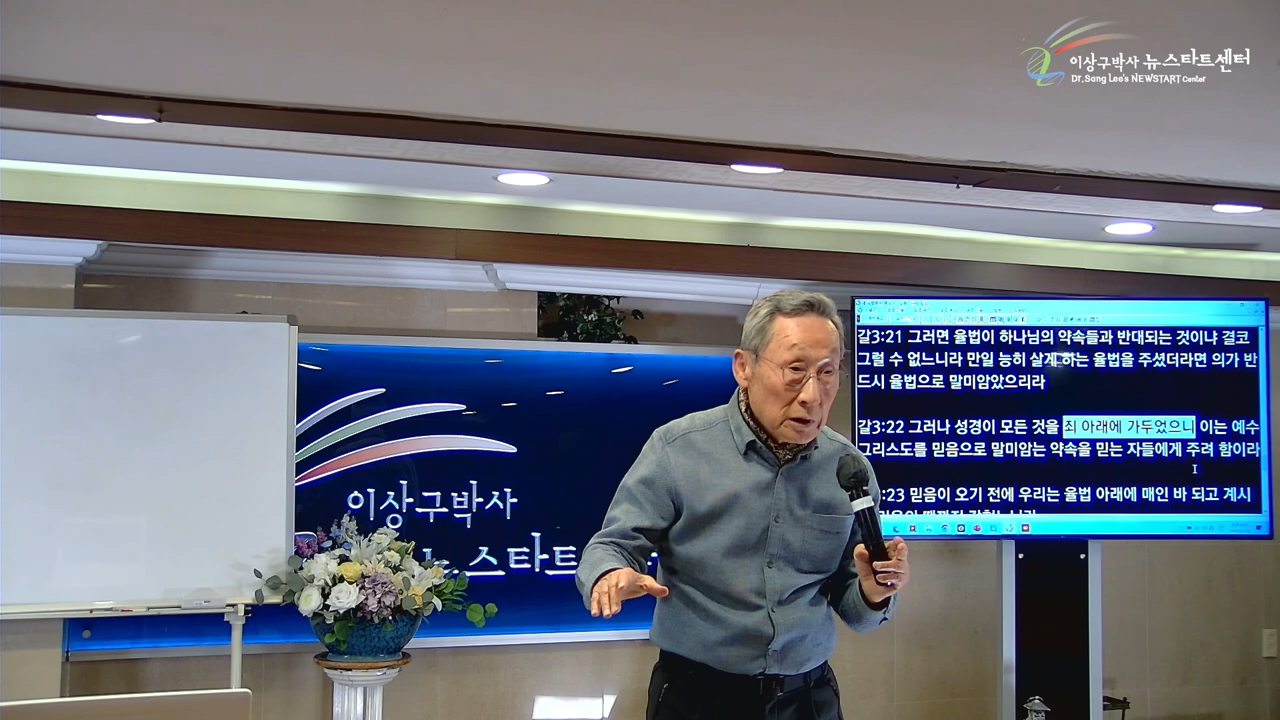 이상구박사 뉴스타트센터
Dr. Sang Lee's NEWSTART Center
갈3:21 그러면 율법이 하나님의 약속들과 반대되는 것이냐 결코
그럴 수 없느니라 만일 능히 살게 하는 율법을 주셨더라면 의가 반
드시 율법으로 말미암았으리라
갈3:22 그러나 성경이 모든 것을 죄 아래에 가두었으니 이는 예수
그리스도를 믿음으로 말미암는 약속을 믿는 자들에게 주려 함이라
:23 믿음이 오기 전에 우리는 율법 아래에 매인 바 되고 계시
이상구박사
뉴스타트